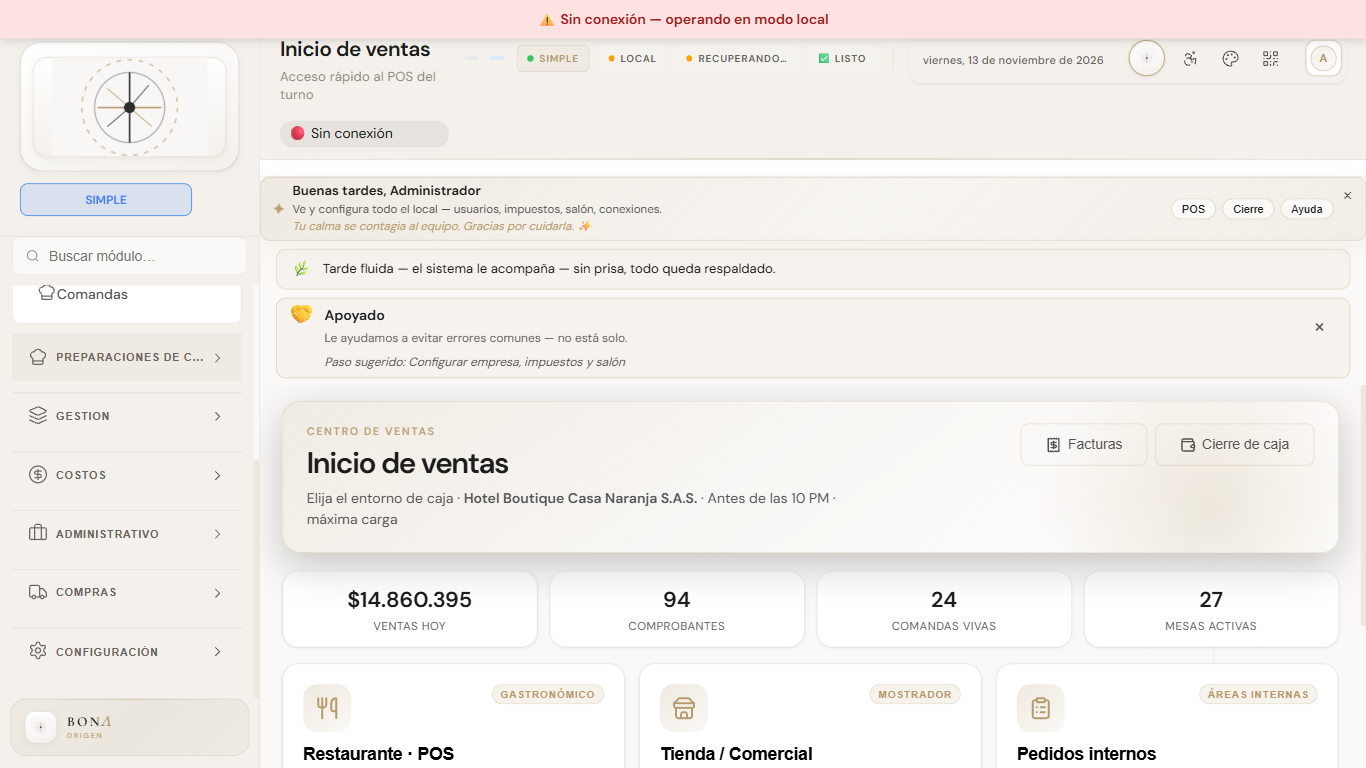 ⚠️ Sin conexión — operando en modo local
SIMPLE
Buscar módulo…
Comandas
PREPARACIONES DE C…
GESTION
COSTOS
ADMINISTRATIVO
COMPRAS
CONFIGURACIÓN
BONA
ORIGEN
Inicio de ventas
Acceso rápido al POS del
turno
SIMPLE
LOCAL
RECUPERANDO…
✅ LISTO
viernes, 13 de noviembre de 2026
A
Sin conexión
Buenas tardes, Administrador
Ve y configura todo el local — usuarios, impuestos, salón, conexiones.
Tu calma se contagia al equipo. Gracias por cuidarla. ✨
POS
Cierre
Ayuda
×
Tarde fluida — el sistema le acompaña — sin prisa, todo queda respaldado.
Apoyado
Le ayudamos a evitar errores comunes — no está solo.
Paso sugerido: Configurar empresa, impuestos y salón
×
CENTRO DE VENTAS
Inicio de ventas
Elija el entorno de caja · Hotel Boutique Casa Naranja S.A.S. · Antes de las 10 PM ·
máxima carga
Facturas
Cierre de caja
$14.860.395
VENTAS HOY
94
COMPROBANTES
24
COMANDAS VIVAS
27
MESAS ACTIVAS
GASTRONÓMICO
Restaurante · POS
MOSTRADOR
Tienda / Comercial
ÁREAS INTERNAS
Pedidos internos